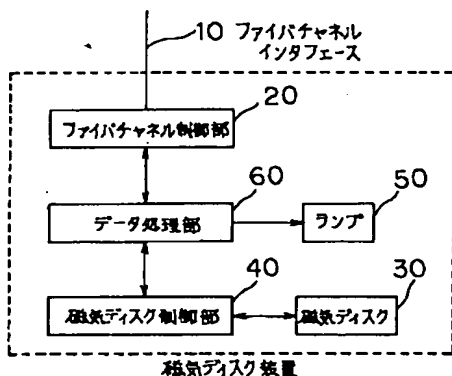 10 ファイバチャネル
インタフェース
20
ファイバチャネル制御部
60
50
データ処理部
ランプ
40
30
磁気ディスク制御部
磁気ディスク
磁気ディスク装置